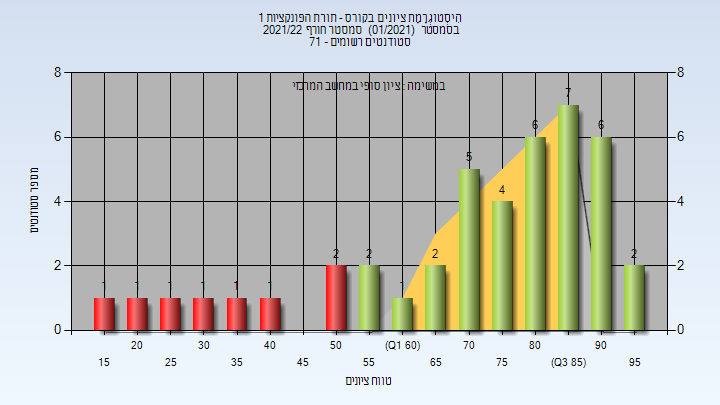 היסטוגרמת ציונים בקורס - תורת הפונקציות 1
בסמסטר (01/2021) סמסטר חורף 2021/22
סטודנטים רשומים - 71
במשימה : ציון סופי במחשב המרכזי
8 8
6 6
4 4
2 2
0 0
מספר סטודנטים
1 1 1 1 1 1 2 2 1 2 5 4 6 7 6 2
20 30 40 50 (Q1 60) 70 80 90
15 25 35 45 55 65 75 (Q3 85) 95
טווח ציונים